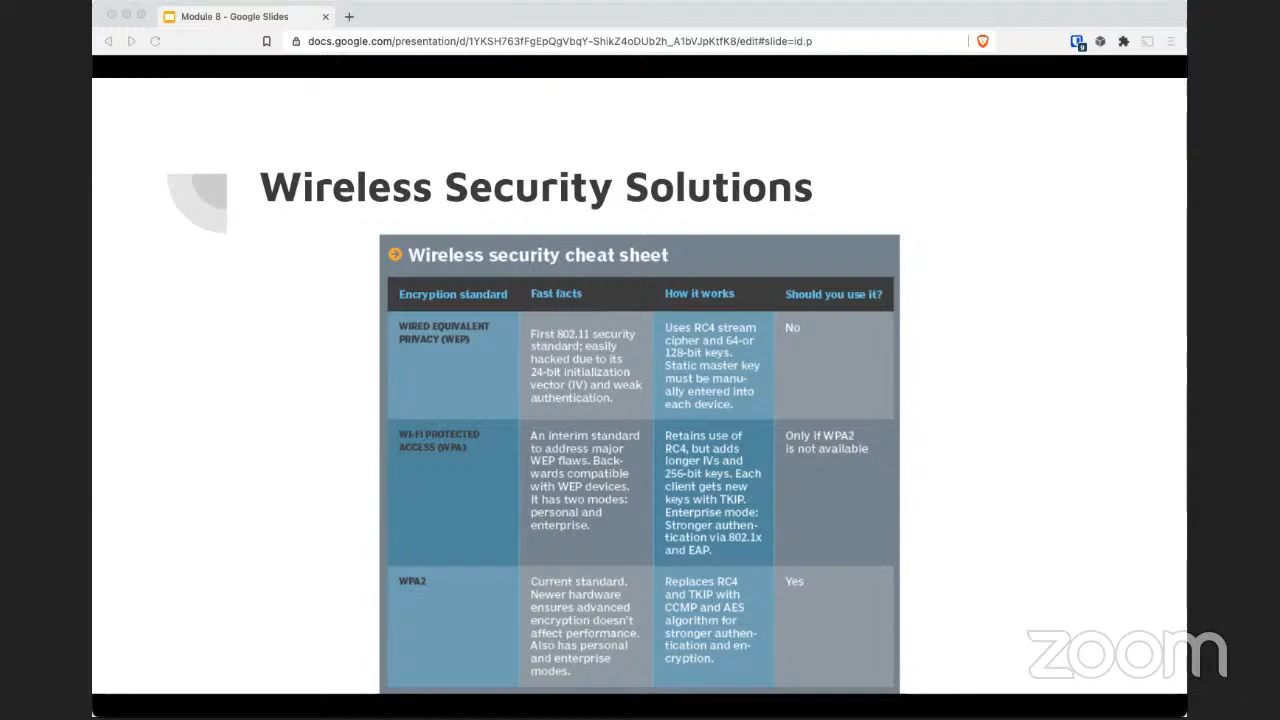 Module 8 - Google Slides
docs.google.com/presentation/d/1YKSH763fFgEpQgVbqY-ShikZ4oDUb2h_A1bVJpKtfK8/edit#slide=id.p
9
Wireless Security Solutions
Wireless security cheat sheet
Encryption standard
Fast facts
How it works
Should you use it?
WIRED EQUIVALENT
PRIVACY (WEP)
First 802.11 security
standard; easily
hacked due to its
24-bit initialization
vector (IV) and weak
authentication.
Uses RC4 stream
cipher and 64-or
128-bit keys.
Static master key
must be manu-
ally entered into
each device.
No
WI-FI PROTECTED
ACCESS (WPA)
An interim standard
to address major
WEP flaws. Back-
wards compatible
with WEP devices.
It has two modes:
personal and
enterprise.
Retains use of
RC4, but adds
longer IVs and
256-bit keys. Each
client gets new
keys with TKIP.
Enterprise mode:
Stronger authen-
tication via 802.1x
and EAP.
Only if WPA2
is not available
WPA2
Current standard.
Newer hardware
ensures advanced
encryption doesn't
affect performance.
Also has personal
and enterprise
modes.
Replaces RC4
and TKIP with
CCMP and AES
algorithm for
stronger authen-
tication and en-
cryption.
Yes
zoom